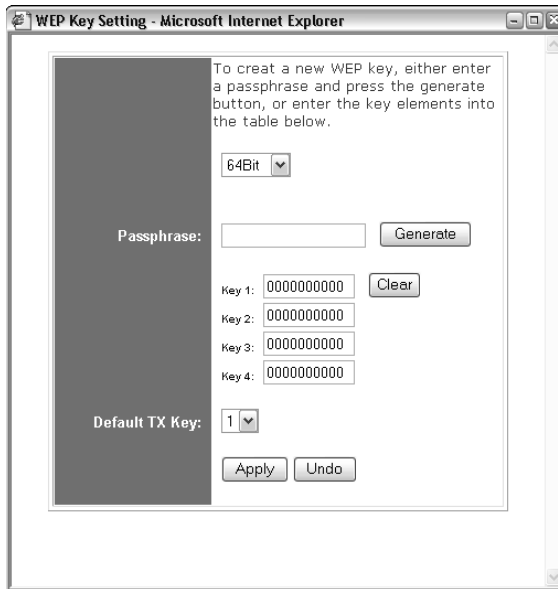 WEP Key Setting - Microsoft Internet Explorer
To creat a new WEP key, either enter
a passphrase and press the generate
button, or enter the key elements into
the table below.
64Bit
Passphrase: Generate
Key 1: 0000000000 Clear
Key 2: 0000000000
Key 3: 0000000000
Key 4: 0000000000
Default TX Key: 1
Apply Undo